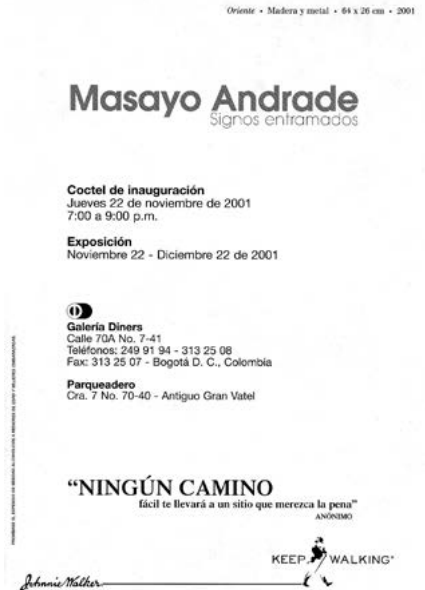 Oriente • Madera y metal • 64 x 26 cm • 2001
Masayo Andrade
Signos entramados
Coctel de inauguración
Jueves 22 de noviembre de 2001
7:00 a 9:00 p.m.
Exposición
Noviembre 22 - Diciembre 22 de 2001
Galería Diners
Calle 70A No. 7-41
Teléfonos: 249 91 94 - 313 25 08
Fax: 313 25 07 - Bogotá D. C., Colombia
Parqueadero
Cra. 7 No. 70-40 - Antiguo Gran Vatel
“NINGÚN CAMINO
fácil te llevará a un sitio que merezca la pena”
ANÓNIMO
KEEP WALKING
Johnnie Walker